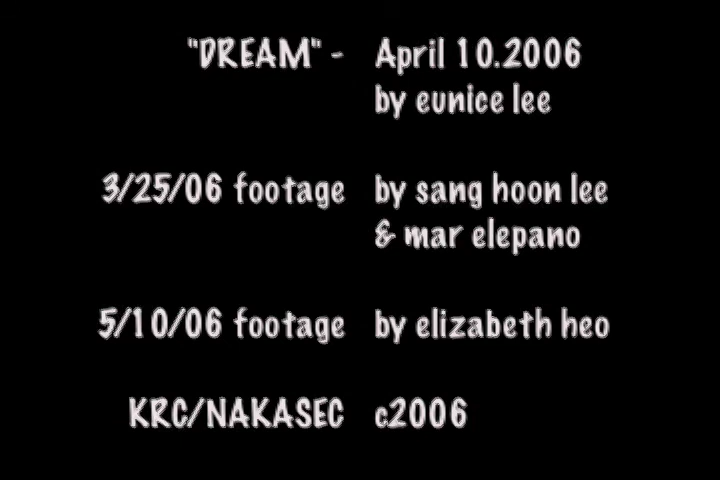 "DREAM" - April 10.2006
by eunice lee
3/25/06 footage by sang hoon lee
& mar elepano
5/10/06 footage by elizabeth heo
KRC/NAKASEC c2006